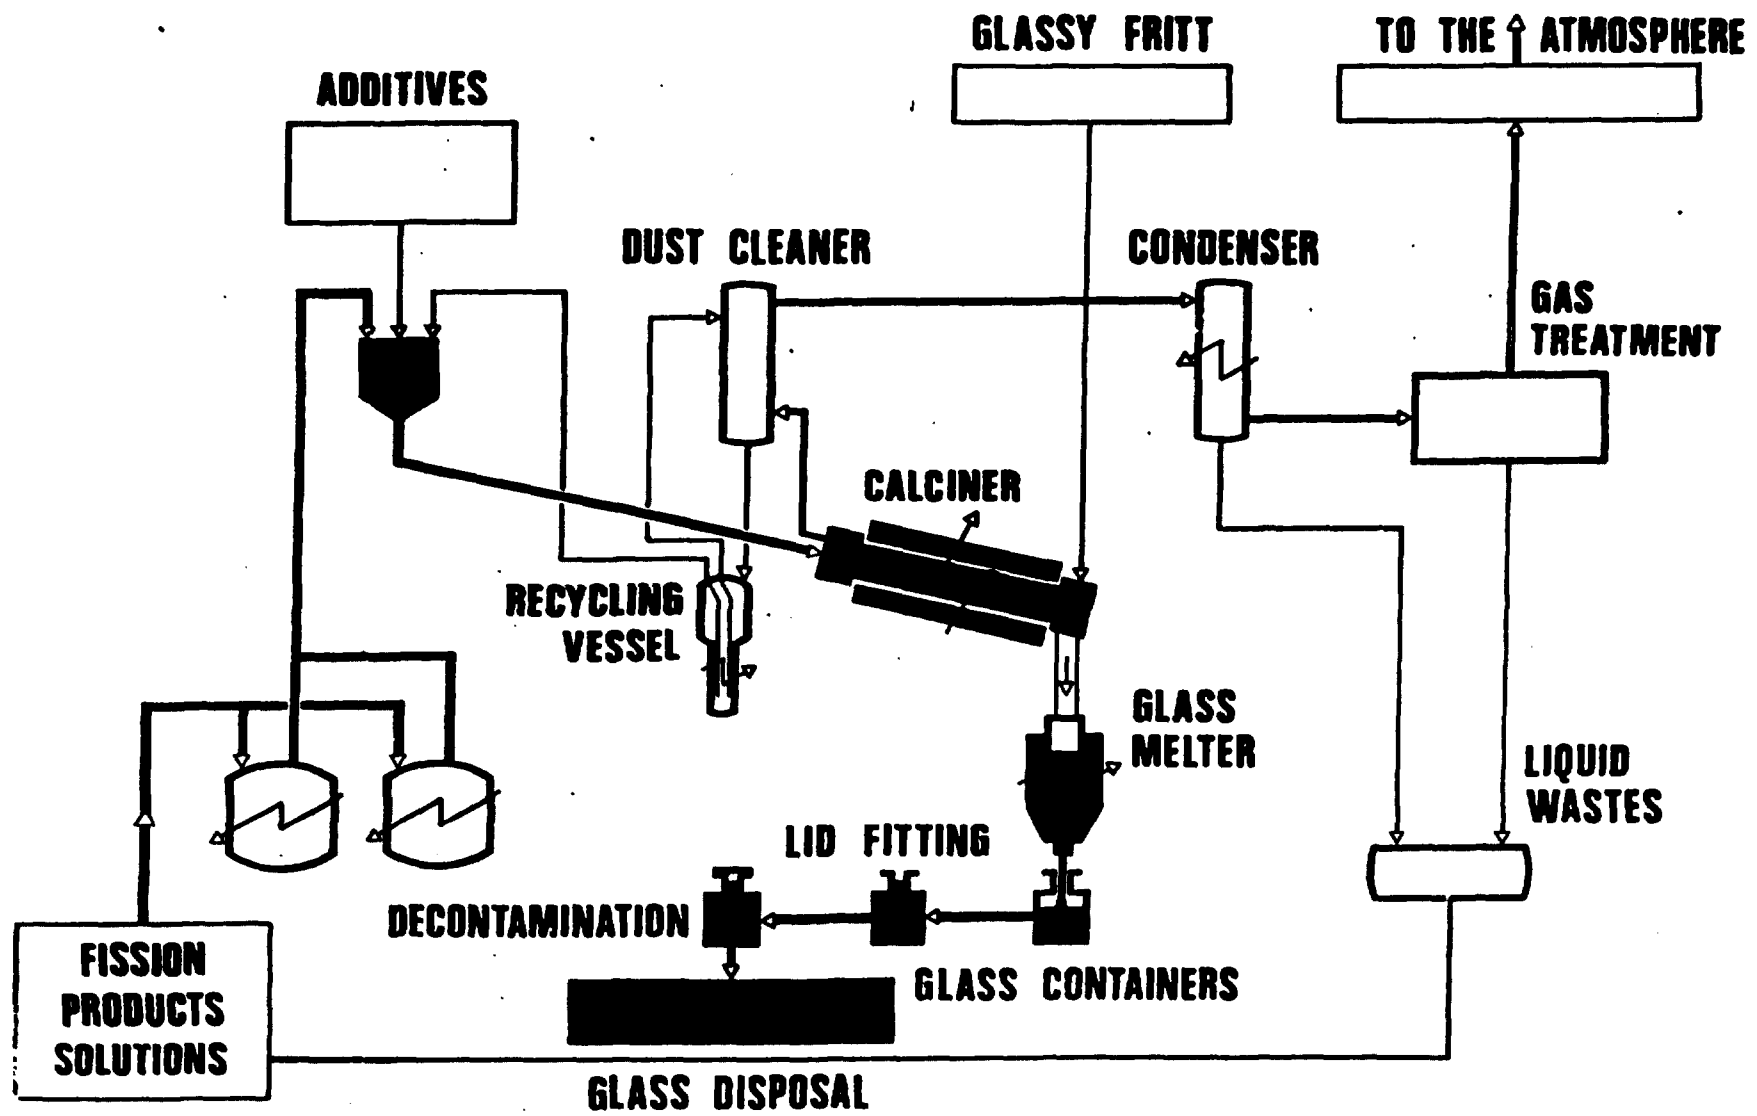 GLASSY FRITT
TO THE ATMOSPHERE
ADDITIVES
DUST CLEANER
CONDENSER
GAS
TREATMENT
CALCINER
RECYCLING
VESSEL
GLASS
MELTER
LIQUID
WASTES
LID FITTING
DECONTAMINATION
FISSION
PRODUCTS
SOLUTIONS
GLASS CONTAINERS
GLASS DISPOSAL